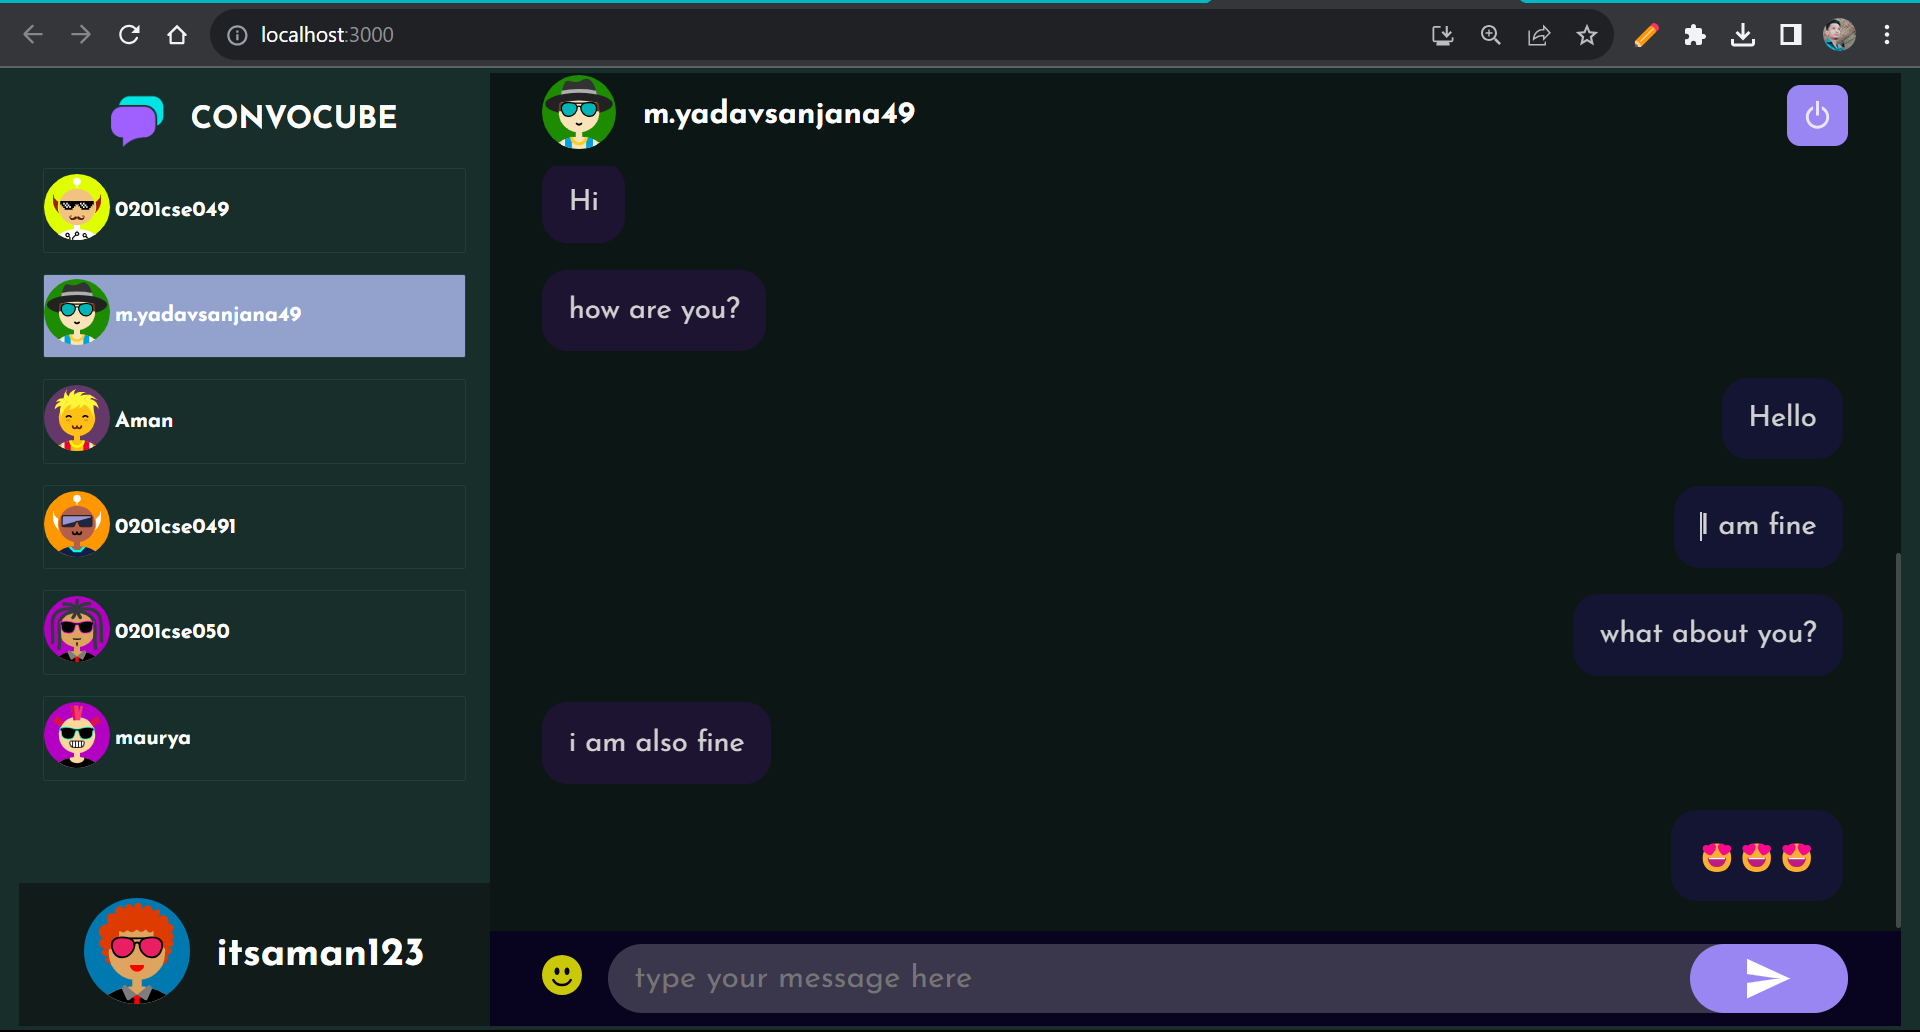 localhost:3000
CONVOCUBE
0201cse049
m.yadavsanjana49
Aman
0201cse0491
0201cse050
maurya
itsaman123
m.yadavsanjana49
Hi
how are you?
Hello
I am fine
what about you?
i am also fine
😍😍😍
type your message here